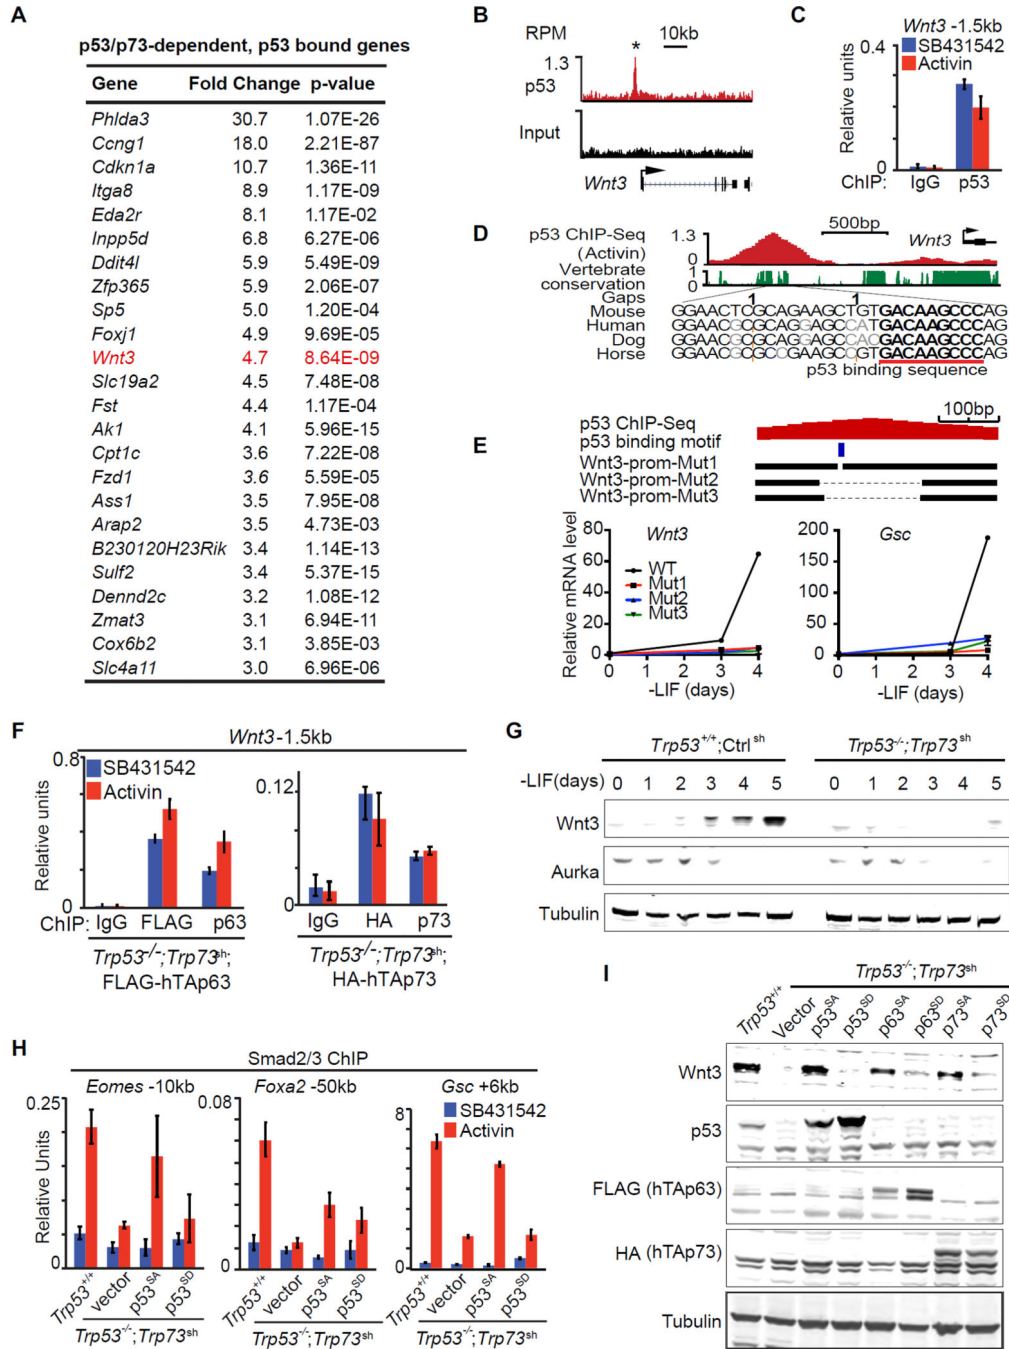 A
p53/p73-dependent, p53 bound genes
Gene Fold Change p-value
Phlda3 30.7 1.07E-26
Ccng1 18.0 2.21E-87
Cdkn1a 10.7 1.36E-11
Itga8 8.9 1.17E-09
Eda2r 8.1 1.17E-02
Inpp5d 6.8 6.27E-06
Ddit4l 5.9 5.49E-09
Zfp365 5.9 2.06E-07
Sp5 5.0 1.20E-04
Foxj1 4.9 9.69E-05
Wnt3 4.7 8.64E-09
Slc19a2 4.5 7.48E-08
Fst 4.4 1.17E-04
Ak1 4.1 5.96E-15
Cpt1c 3.6 7.22E-08
Fzd1 3.6 5.59E-05
Ass1 3.5 7.95E-08
Arap2 3.5 4.73E-03
B230120H23Rik 3.4 1.14E-13
Sulf2 3.4 5.37E-15
Dennd2c 3.2 1.08E-12
Zmat3 3.1 6.94E-11
Cox6b2 3.1 3.85E-03
Slc4a11 3.0 6.96E-06
B
RPM * 10kb
1.3
p53
Input
Wnt3
C
Wnt3 -1.5kb
0.4
SB431542
Activin
Relative units
0
ChIP: IgG p53
D
500bp
p53 ChIP-Seq 1.3 Wnt3
(Activin) 0
Vertebrate 1
conservation 0
Gaps 1 1
Mouse GGAACTCGCAGAAGCTGTGACAAGCCCAG
Human GGAACGCGCAGGAGCCATGACAAGCCCAG
Dog GGAACGCGCAGGAGCCACGACAAGCCCAG
Horse GGAACGCGCCGAAGCCGTGACAAGCCCAG
p53 binding sequence
E
100bp
p53 ChIP-Seq
p53 binding motif
Wnt3-prom-Mut1
Wnt3-prom-Mut2
Wnt3-prom-Mut3
Relative mRNA level
80
60
40
20
0
Wnt3
WT
Mut1
Mut2
Mut3
0 1 2 3 4
-LIF (days)
200
150
100
50
0
Gsc
0 1 2 3 4
-LIF (days)
F
Wnt3 -1.5kb
0.8
SB431542
Activin
Relative units
0
ChIP: IgG FLAG p63
Trp53-/-;Trp73sh;
FLAG-hTAp63
0.12
0
IgG HA p73
Trp53-/-;Trp73sh;
HA-hTAp73
G
Trp53+/+;Ctrl sh Trp53-/-;Trp73sh
-LIF(days) 0 1 2 3 4 5 0 1 2 3 4 5
Wnt3
Aurka
Tubulin
H
Smad2/3 ChIP
Eomes -10kb Foxa2 -50kb Gsc +6kb
SB431542
Activin
Relative Units
0.25
0
0.08
0
8
6
4
2
0
Trp53+/+ vector p53SA p53SD
Trp53-/-;Trp73sh
Trp53+/+ vector p53SA p53SD
Trp53-/-;Trp73sh
Trp53+/+ vector p53SA p53SD
Trp53-/-;Trp73sh
I
Trp53-/-;Trp73sh
Trp53+/+ Vector p53SA p53SD p63SA p63SD p73SA p73SD
Wnt3
p53
FLAG (hTAp63)
HA (hTAp73)
Tubulin